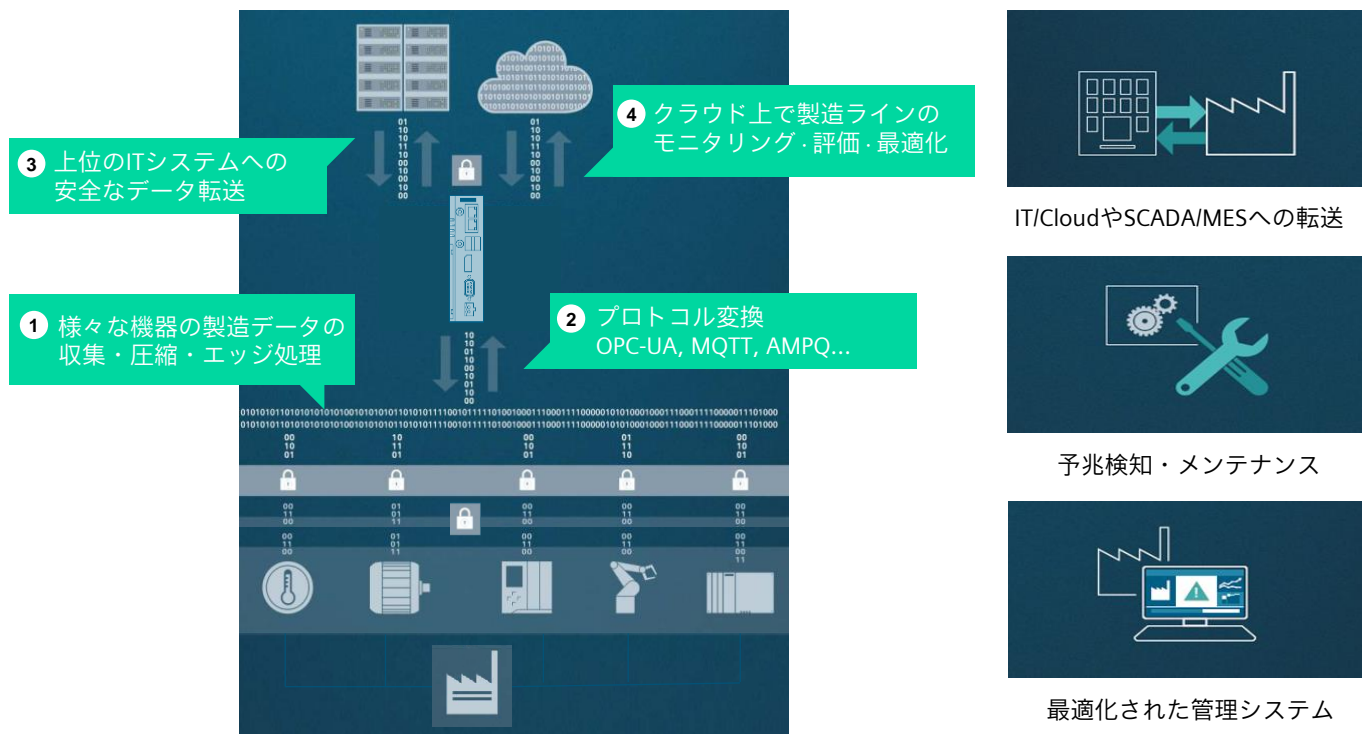 3 上位のITシステムへの
安全なデータ転送
4 クラウド上で製造ラインの
モニタリング・評価・最適化
1 様々な機器の製造データの
収集・圧縮・エッジ処理
2 プロトコル変換
OPC-UA, MQTT, AMPQ...
IT/CloudやSCADA/MESへの転送
予兆検知・メンテナンス
最適化された管理システム